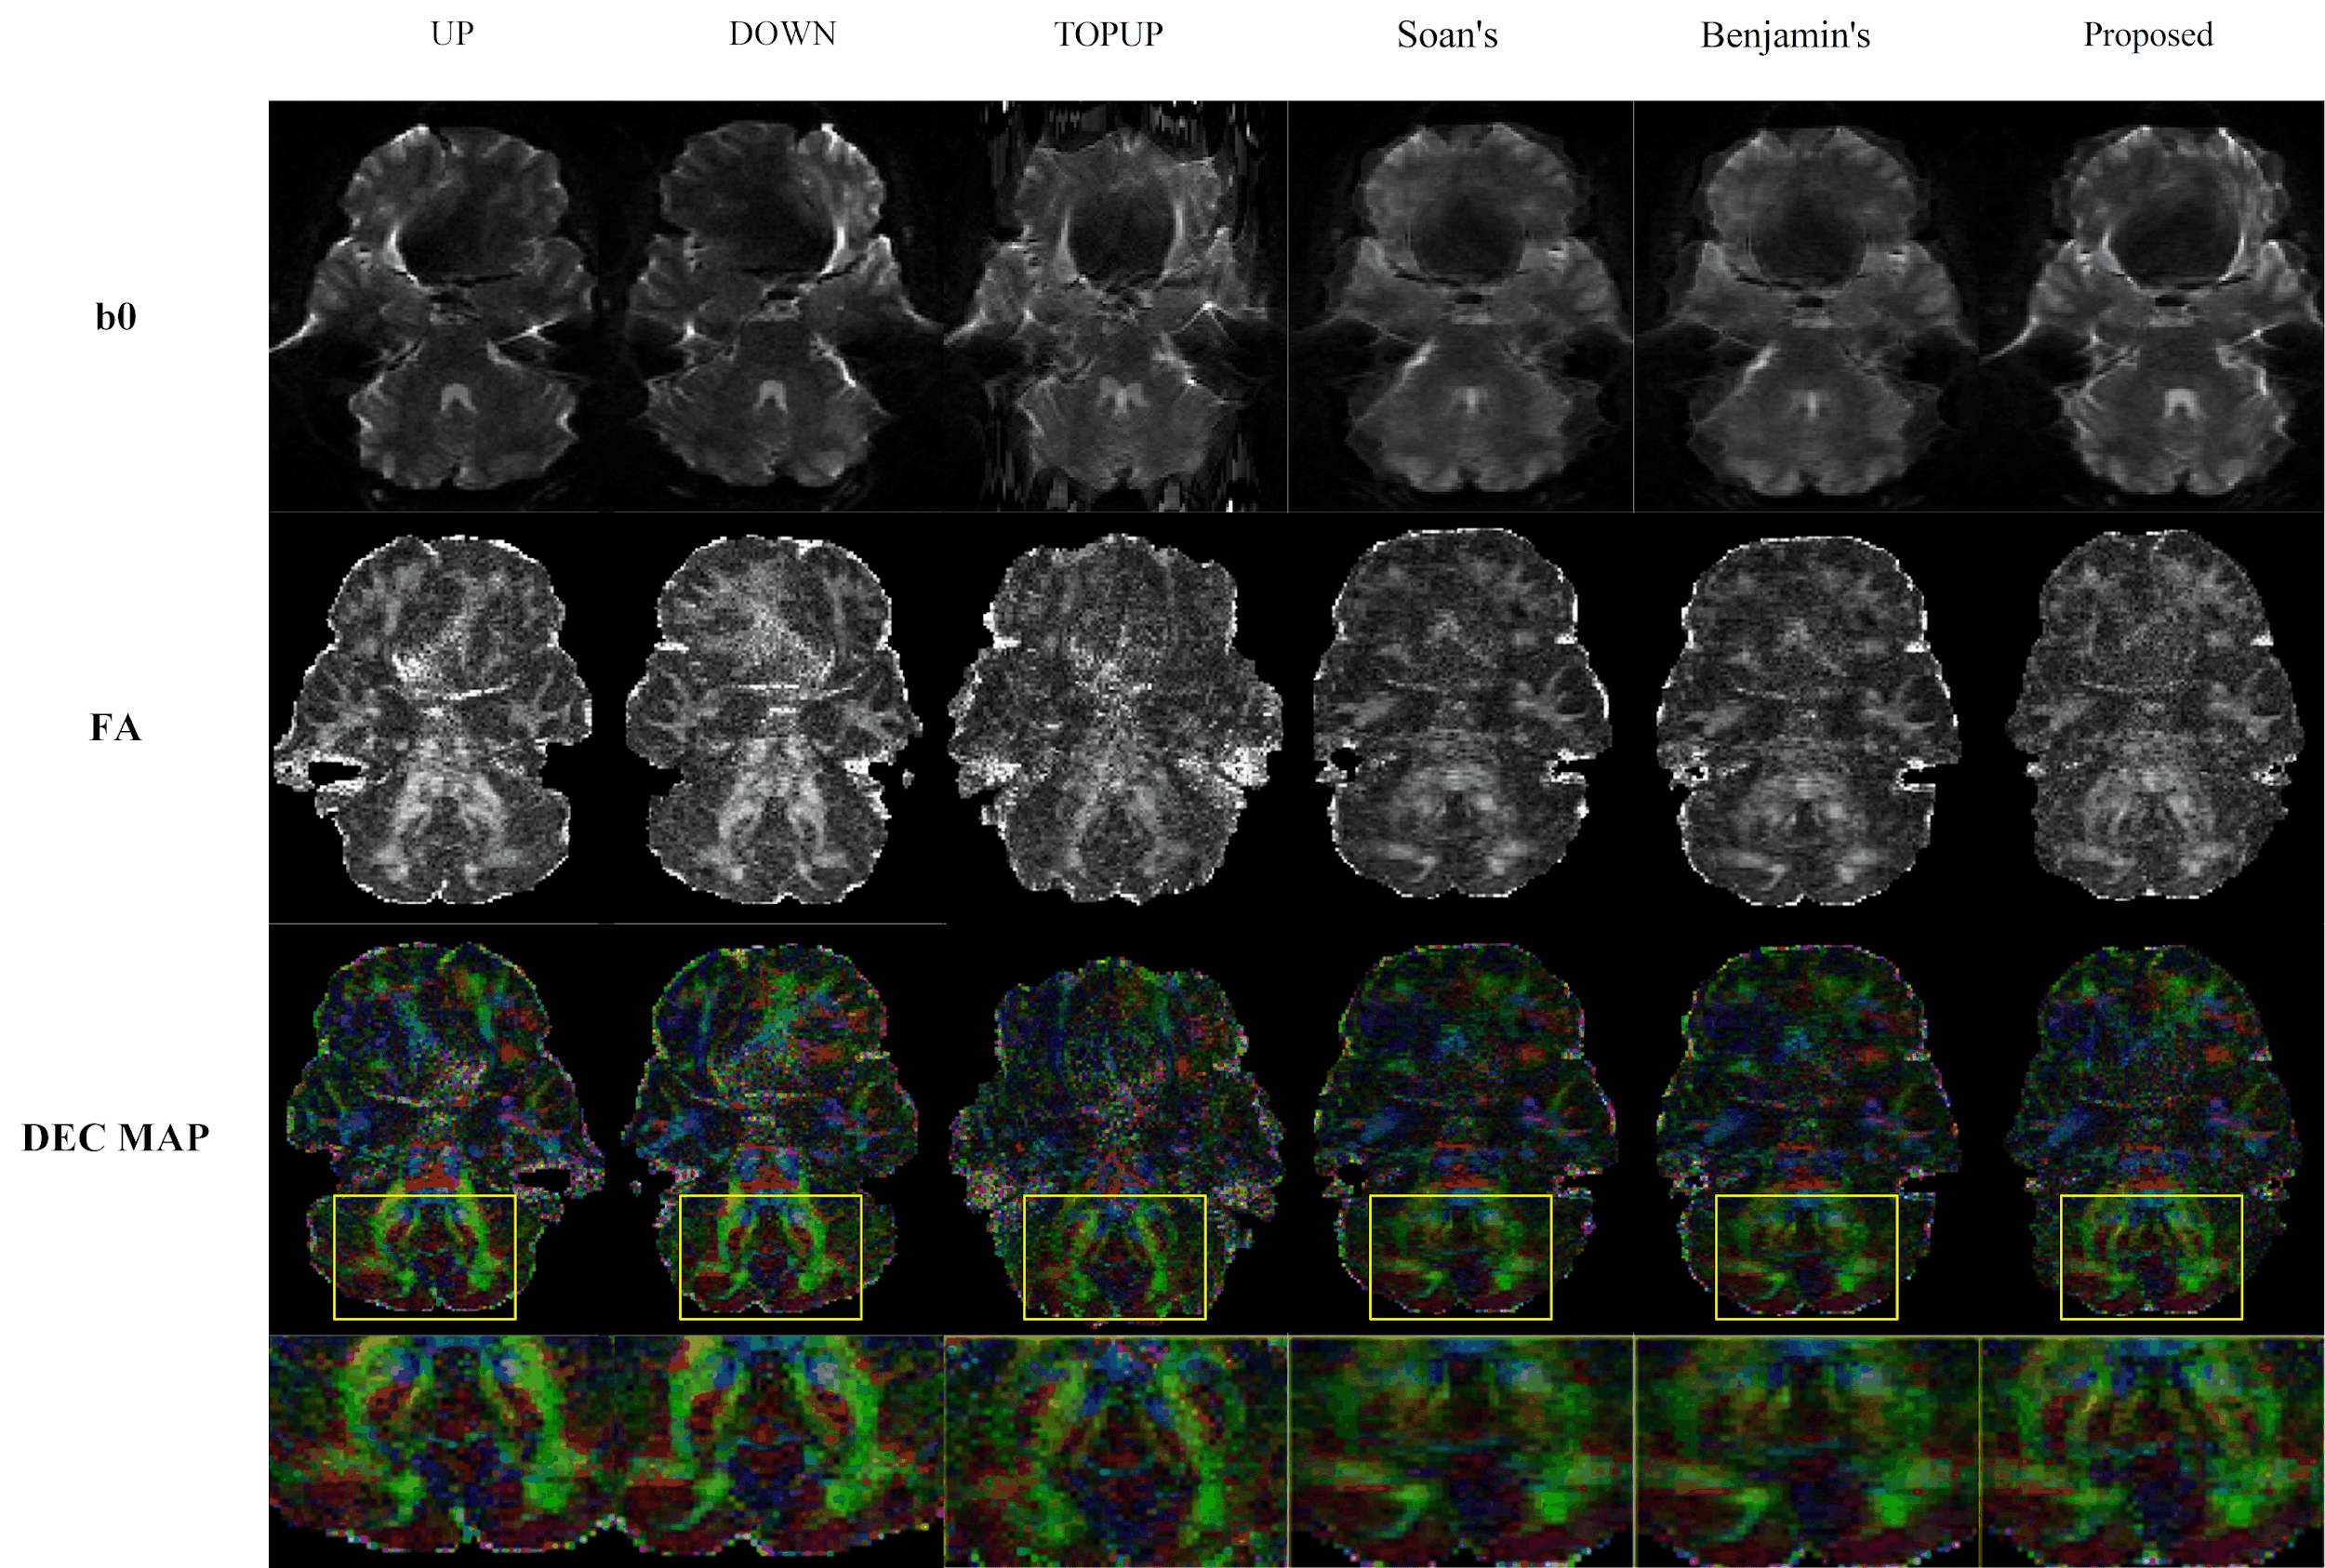 UP DOWN TOPUP Soan's Benjamin's Proposed
b0
FA
DEC MAP